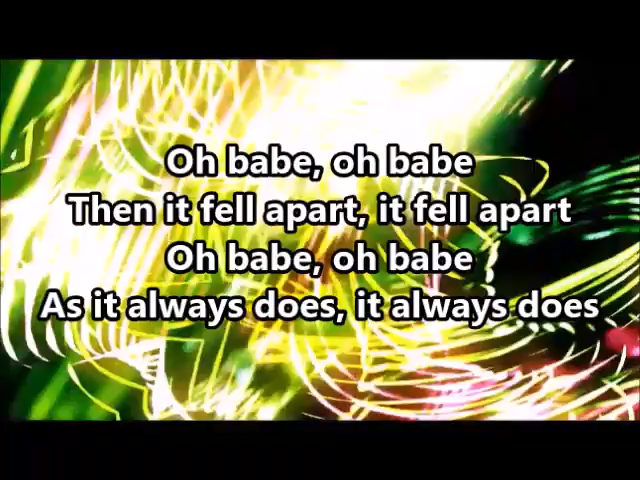 Oh babe, oh babe
Then it fell apart, it fell apart
Oh babe, oh babe
As it always does, it always does